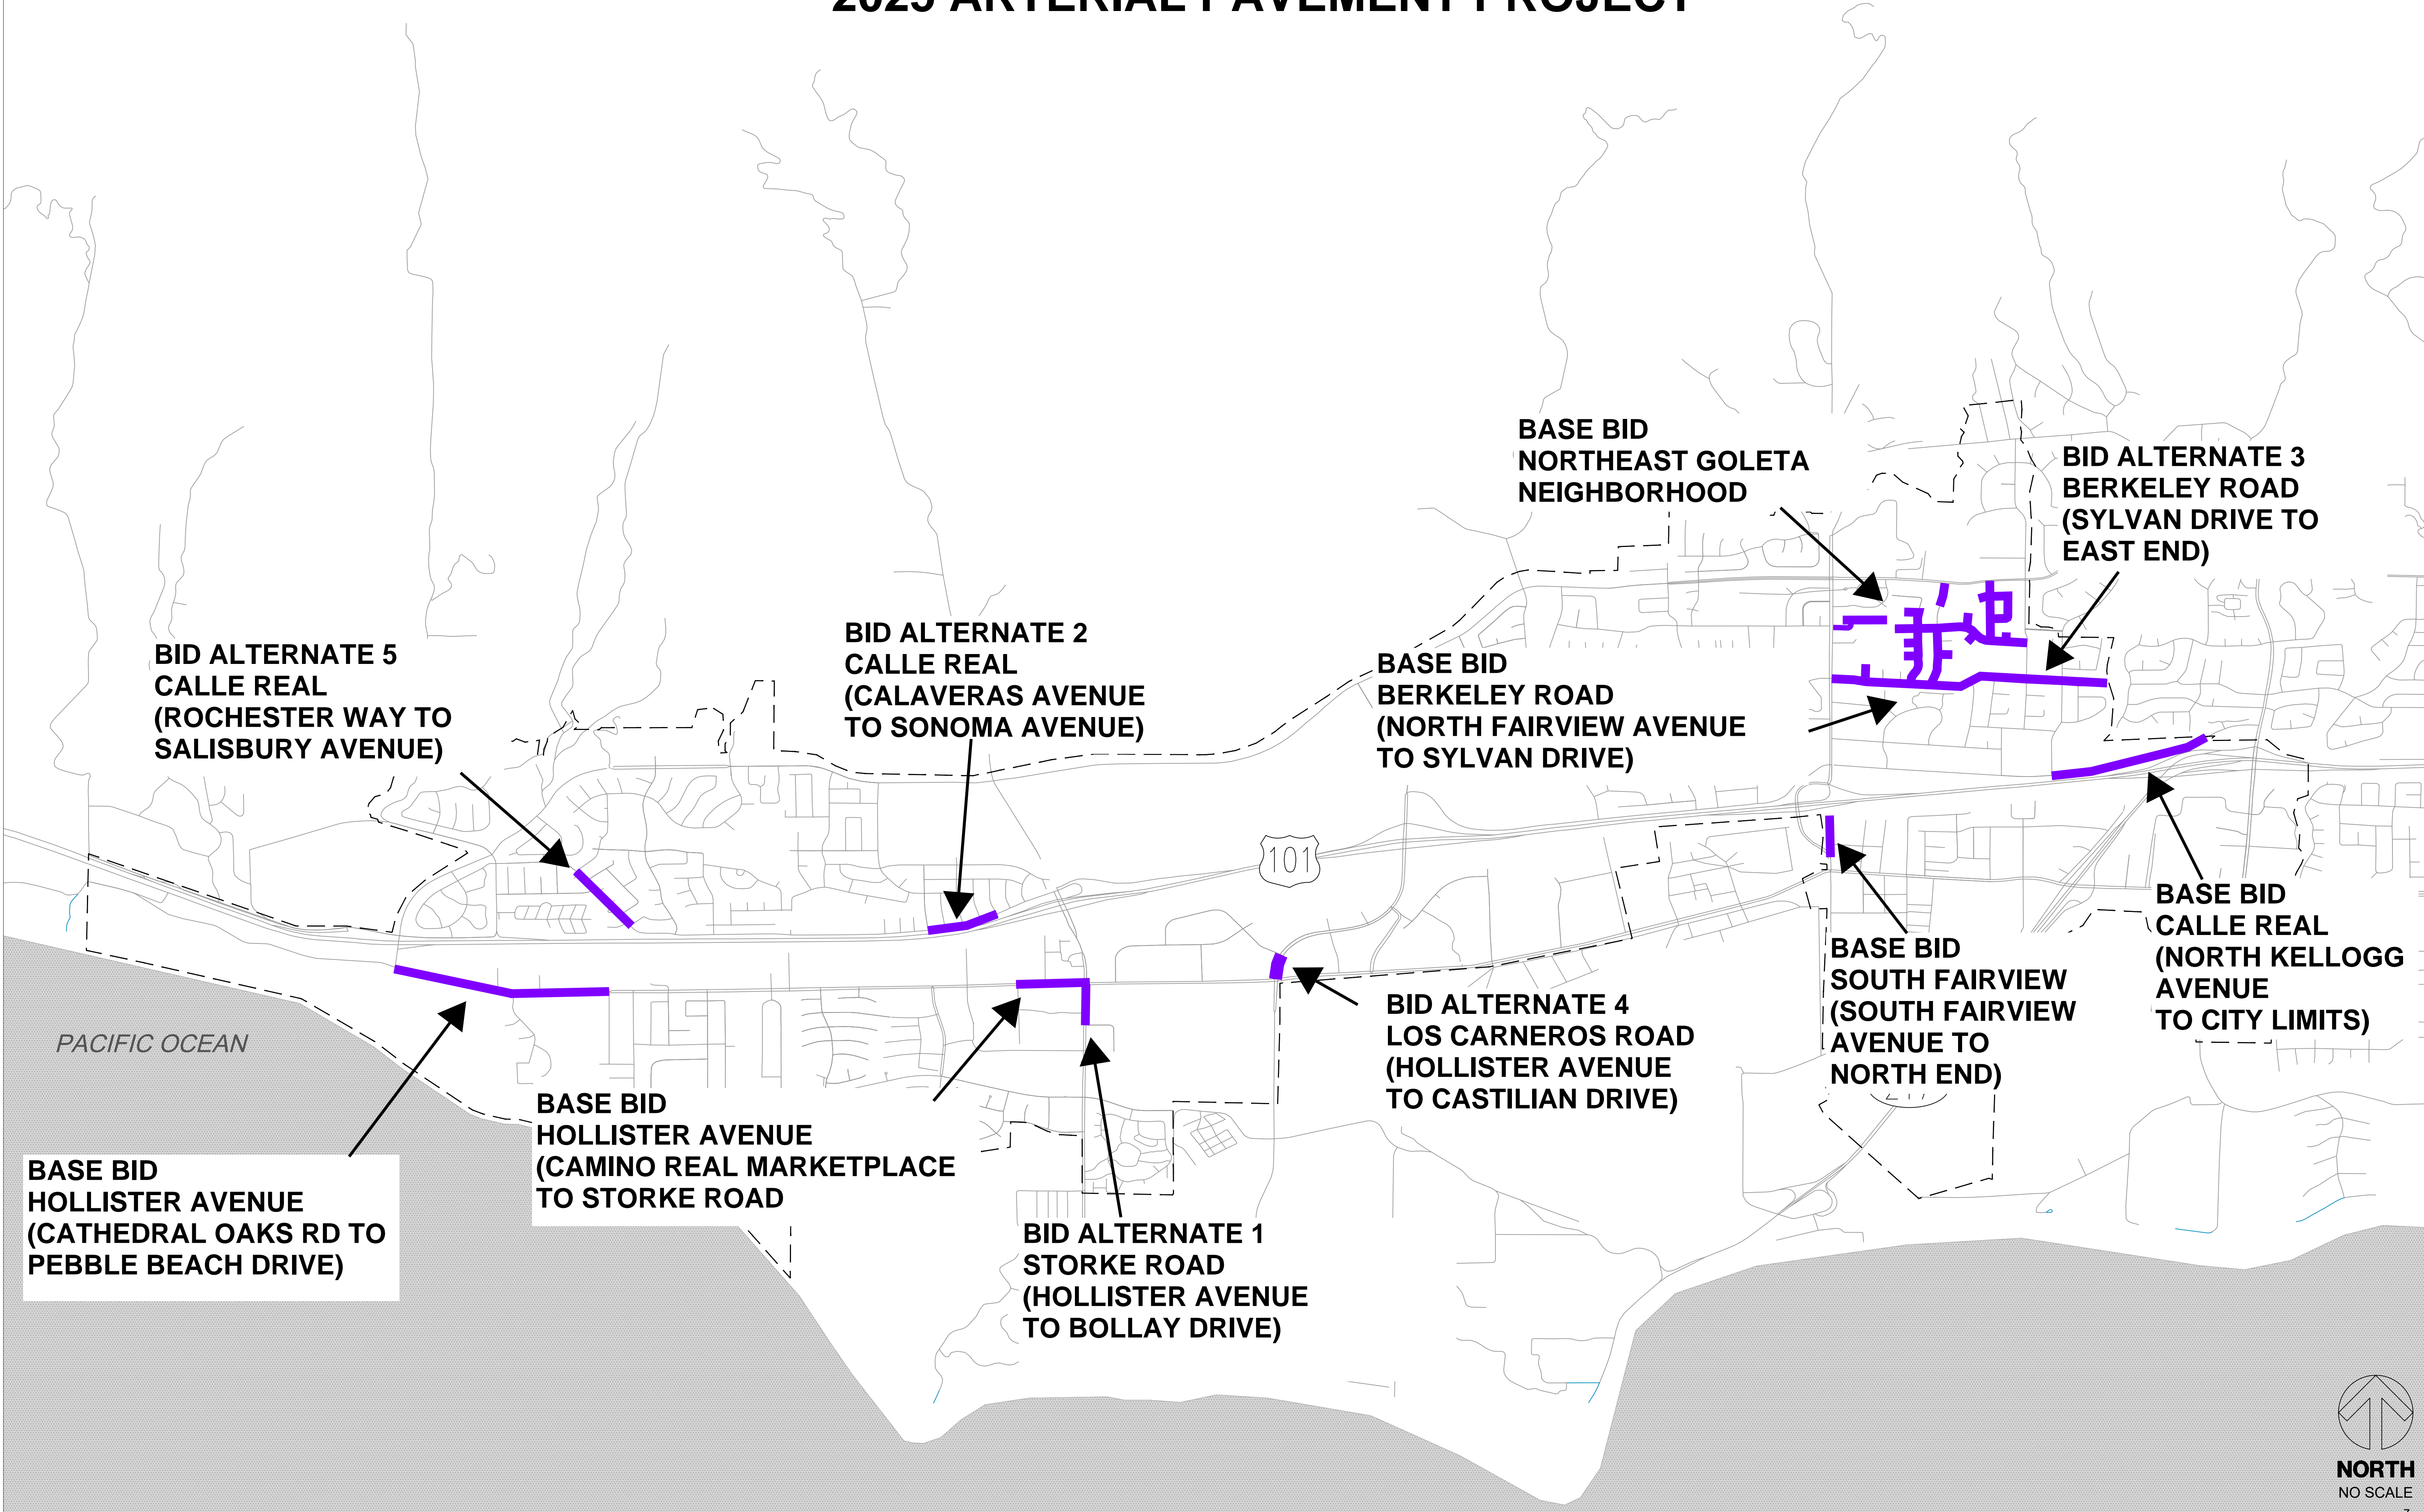 ARTERIAL PAVEMENT PROJECT
BASE BID
NORTHEAST GOLETA
NEIGHBORHOOD
BID ALTERNATE 3
BERKELEY ROAD
(SYLVAN DRIVE TO
EAST END)
BID ALTERNATE 5
CALLE REAL
(ROCHESTER WAY TO
SALISBURY AVENUE)
BID ALTERNATE 2
CALLE REAL
(CALAVERAS AVENUE
TO SONOMA AVENUE)
BASE BID
BERKELEY ROAD
(NORTH FAIRVIEW AVENUE
TO SYLVAN DRIVE)
101
BASE BID
CALLE REAL
(NORTH KELLOGG
AVENUE
TO CITY LIMITS)
BASE BID
SOUTH FAIRVIEW
(SOUTH FAIRVIEW
AVENUE TO
NORTH END)
BID ALTERNATE 4
LOS CARNEROS ROAD
(HOLLISTER AVENUE
TO CASTILIAN DRIVE)
PACIFIC OCEAN
BASE BID
HOLLISTER AVENUE
(CAMINO REAL MARKETPLACE
TO STORKE ROAD
BASE BID
HOLLISTER AVENUE
(CATHEDRAL OAKS RD TO
PEBBLE BEACH DRIVE)
BID ALTERNATE 1
STORKE ROAD
(HOLLISTER AVENUE
TO BOLLAY DRIVE)
NORTH
NO SCALE